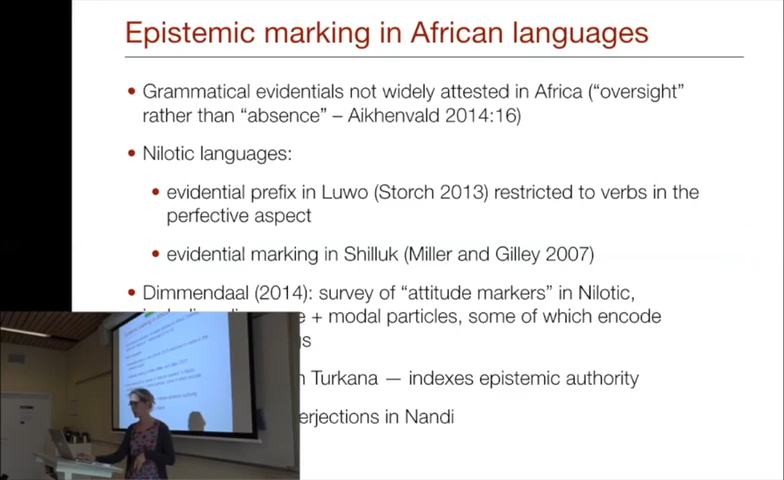 Epistemic marking in African languages
• Grammatical evidentials not widely attested in Africa (“oversight”
rather than “absence” – Aikhenvald 2014:16)
• Nilotic languages:
• evidential prefix in Luwo (Storch 2013) restricted to verbs in the
perfective aspect
• evidential marking in Shilluk (Miller and Gilley 2007)
• Dimmendaal (2014): survey of “attitude markers” in Nilotic,
+ modal particles, some of which encode
Turkana — indexes epistemic authority
in Nandi